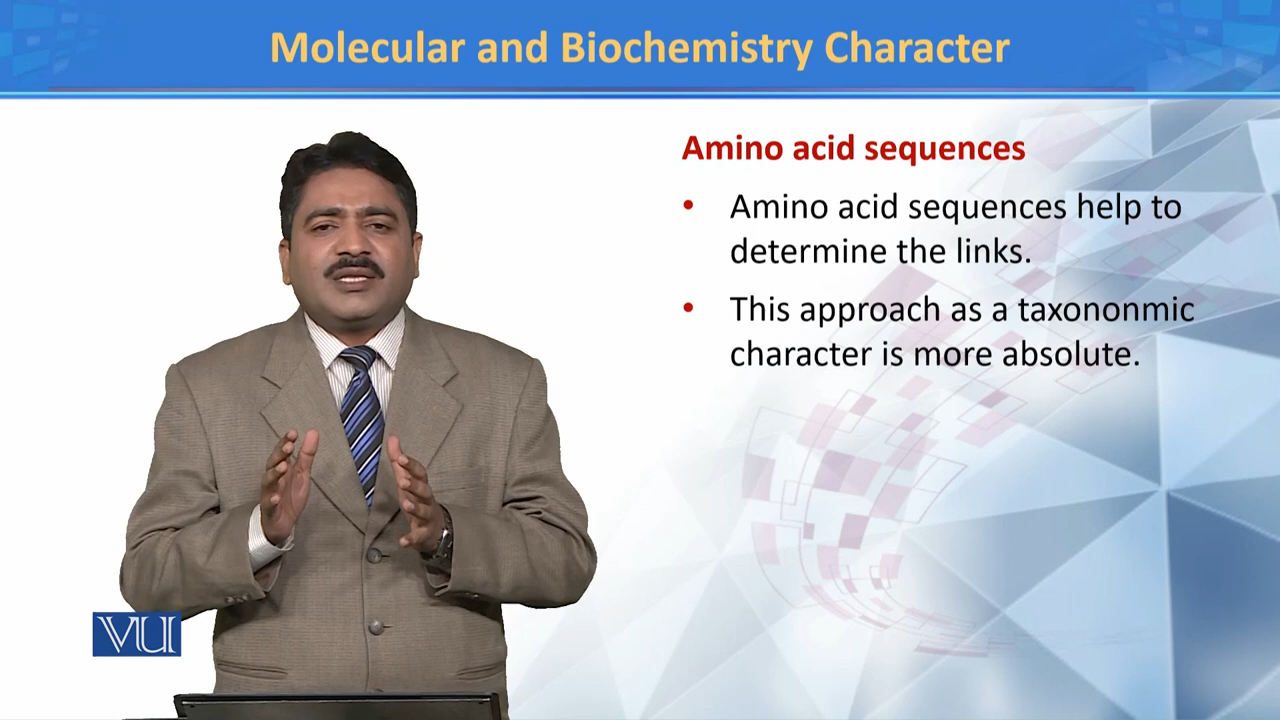 Molecular and Biochemistry Character
Amino acid sequences
• Amino acid sequences help to
determine the links.
• This approach as a taxononmic
character is more absolute.
VU